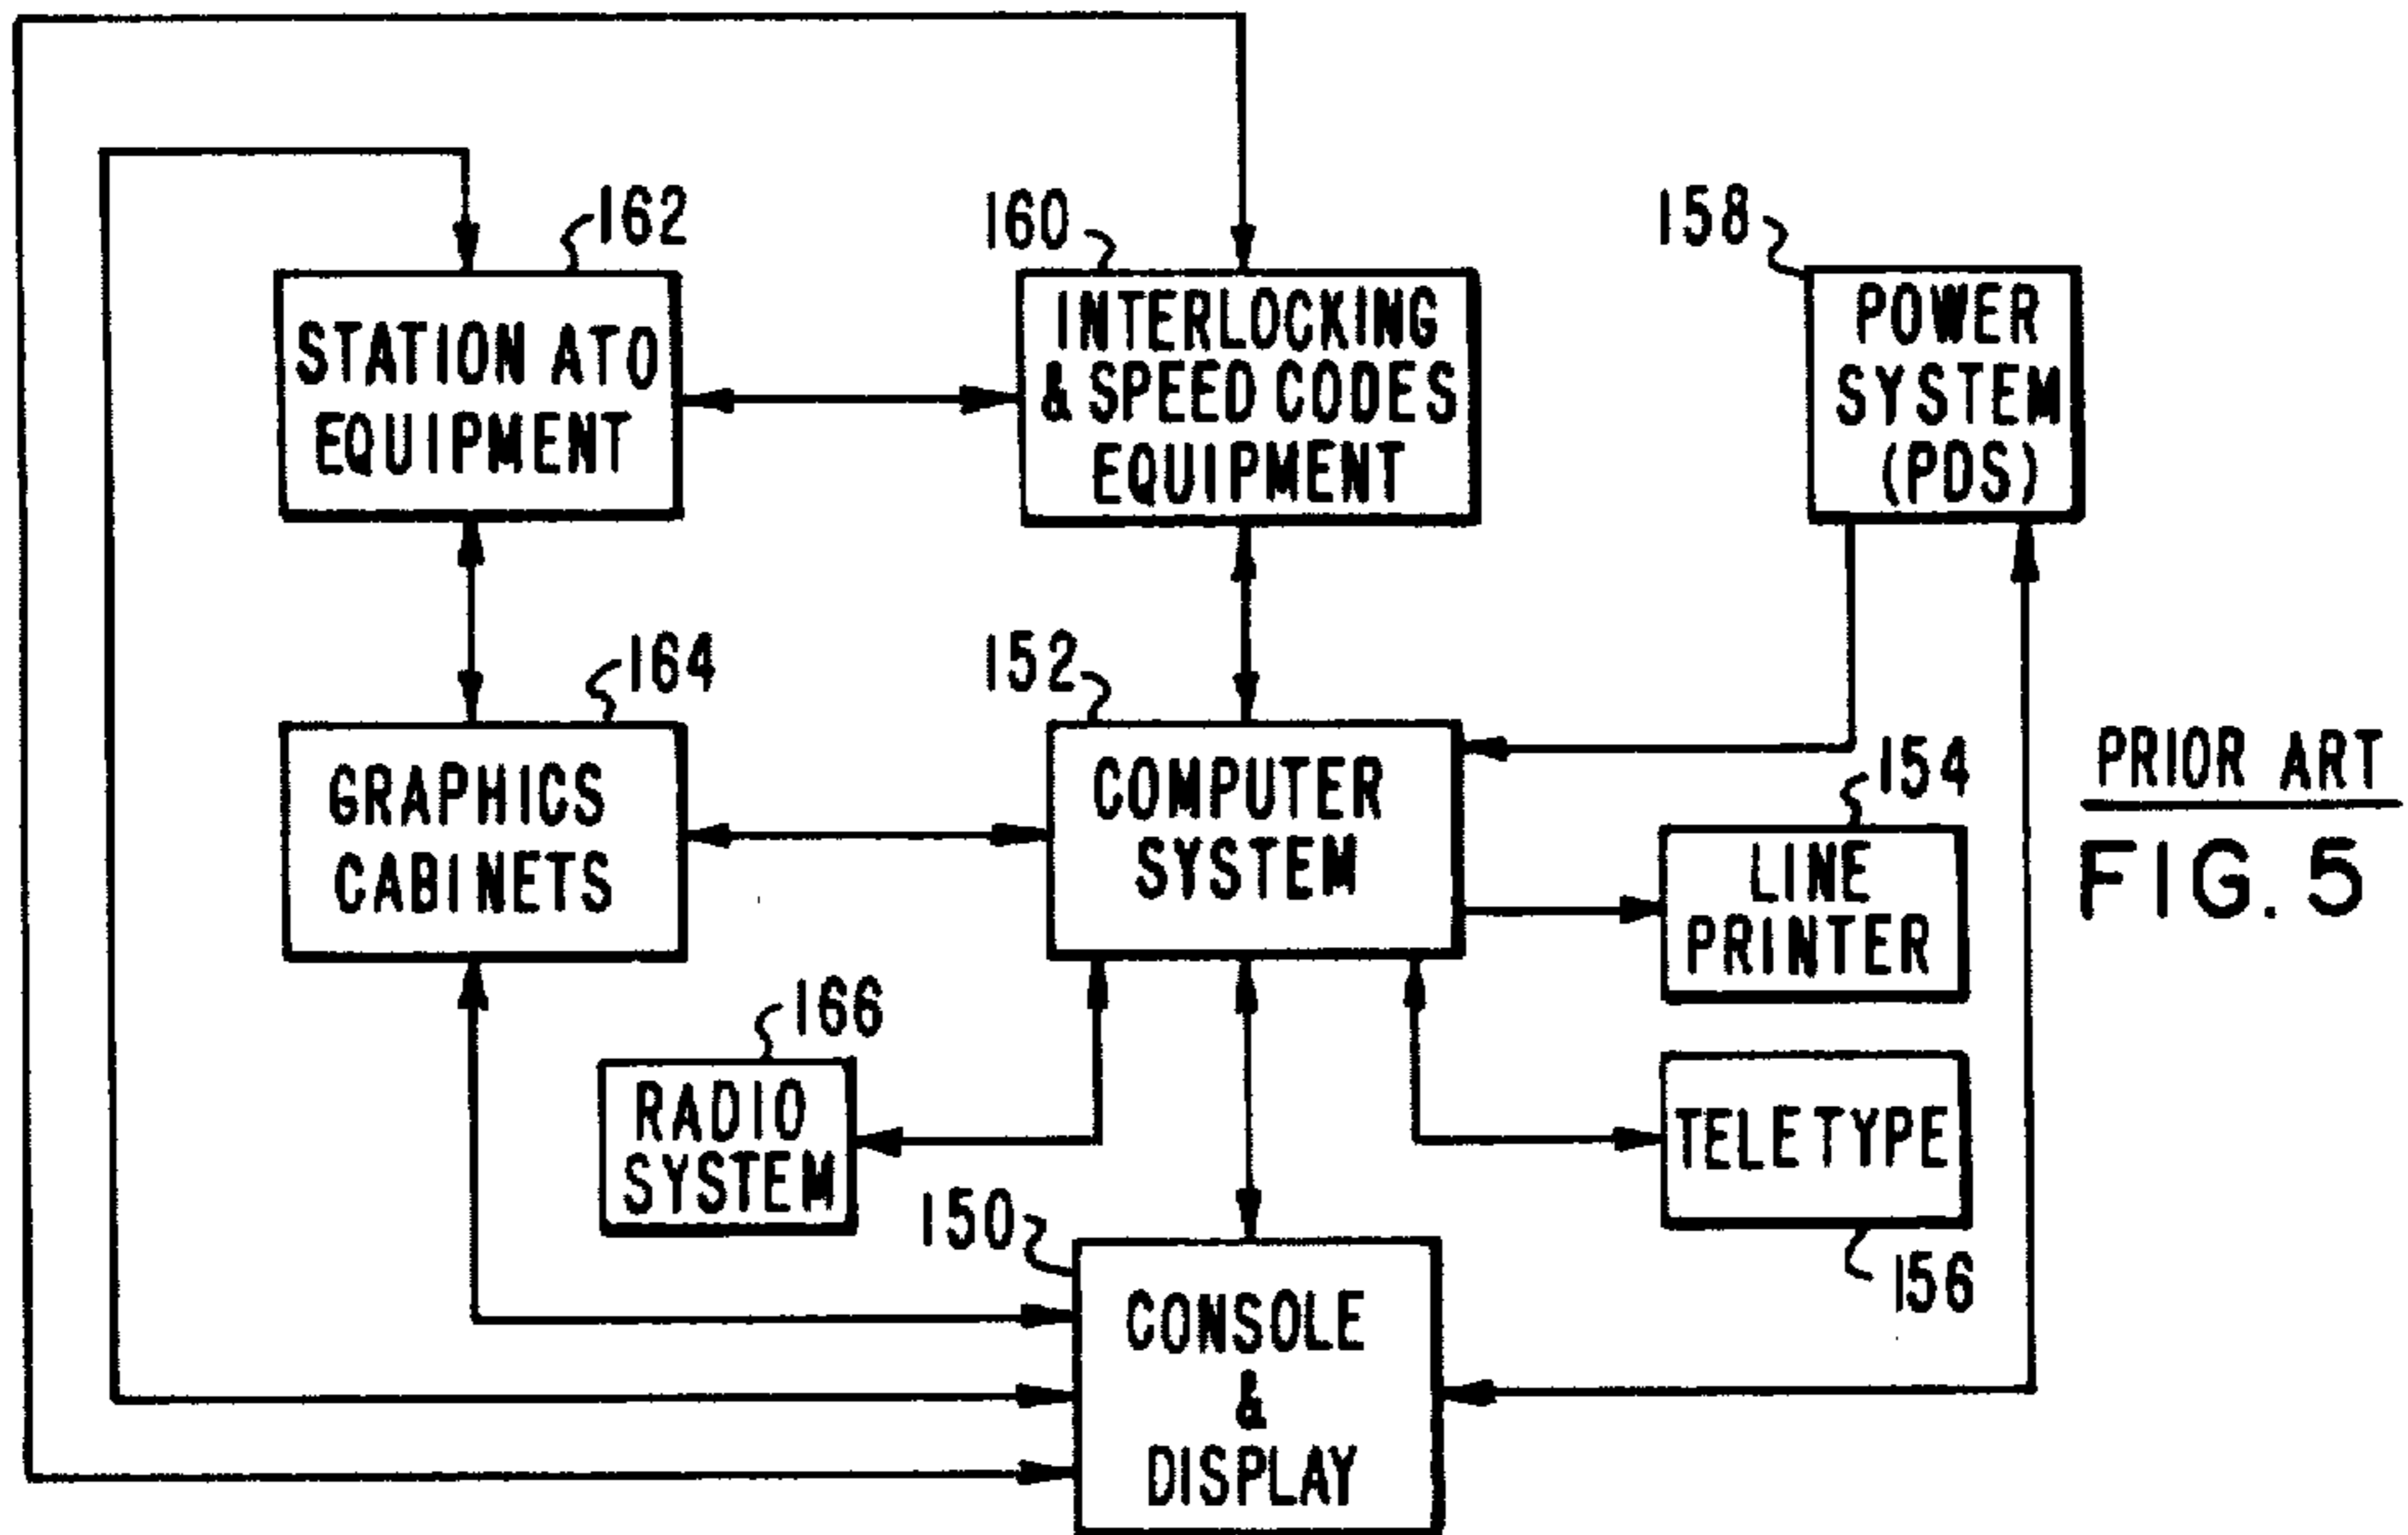 162
STATION ATO
EQUIPMENT
160
INTERLOCKING
& SPEED CODES
EQUIPMENT
158
POWER
SYSTEM
(PDS)
164
GRAPHICS
CABINETS
152
COMPUTER
SYSTEM
154
LINE
PRINTER
PRIOR ART
FIG. 5
166
RADIO
SYSTEM
TELETYPE
156
150
CONSOLE
&
DISPLAY